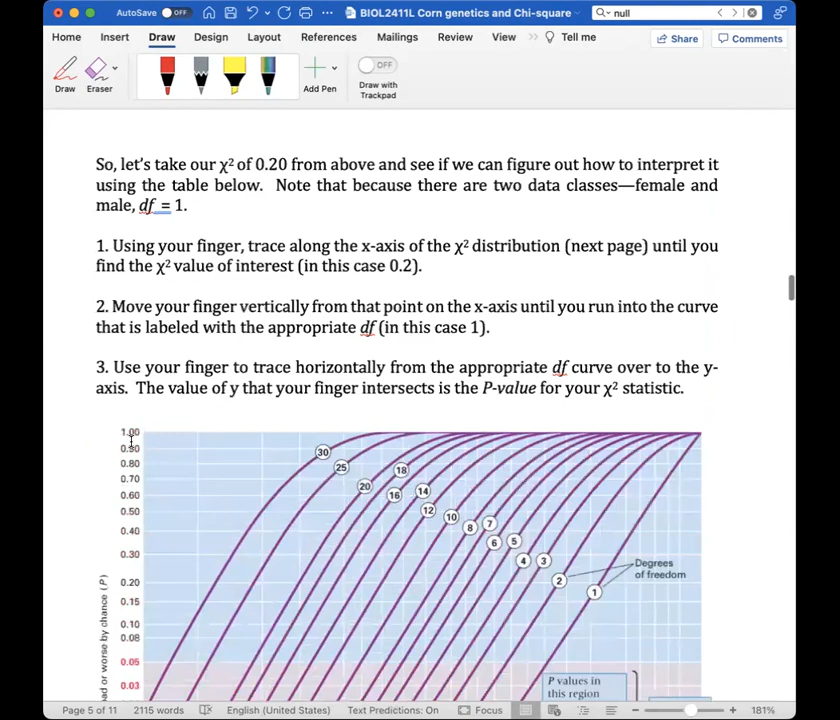 AutoSave OFF BIOL2411L Corn genetics and Chi-square null
Home Insert Draw Design Layout References Mailings Review View Tell me Share Comments
OFF
Draw Eraser Add Pen Draw with
Trackpad
So, let's take our χ² of 0.20 from above and see if we can figure out how to interpret it
using the table below. Note that because there are two data classes—female and
male, df = 1.
1. Using your finger, trace along the x-axis of the χ² distribution (next page) until you
find the χ² value of interest (in this case 0.2).
2. Move your finger vertically from that point on the x-axis until you run into the curve
that is labeled with the appropriate df (in this case 1).
3. Use your finger to trace horizontally from the appropriate df curve over to the y-
axis. The value of y that your finger intersects is the P-value for your χ² statistic.
1.00
0.90
0.80
0.70
0.60
0.50
0.40
0.30
0.20
0.15
0.10
0.08
0.05
0.03
30
25
20
18
16
14
12
10
8
7
6
5
4
3
2
1
Degrees
of freedom
or worse by chance (P)
P values in
this region
Page 5 of 11 2115 words English (United States) Text Predictions: On Focus 181%